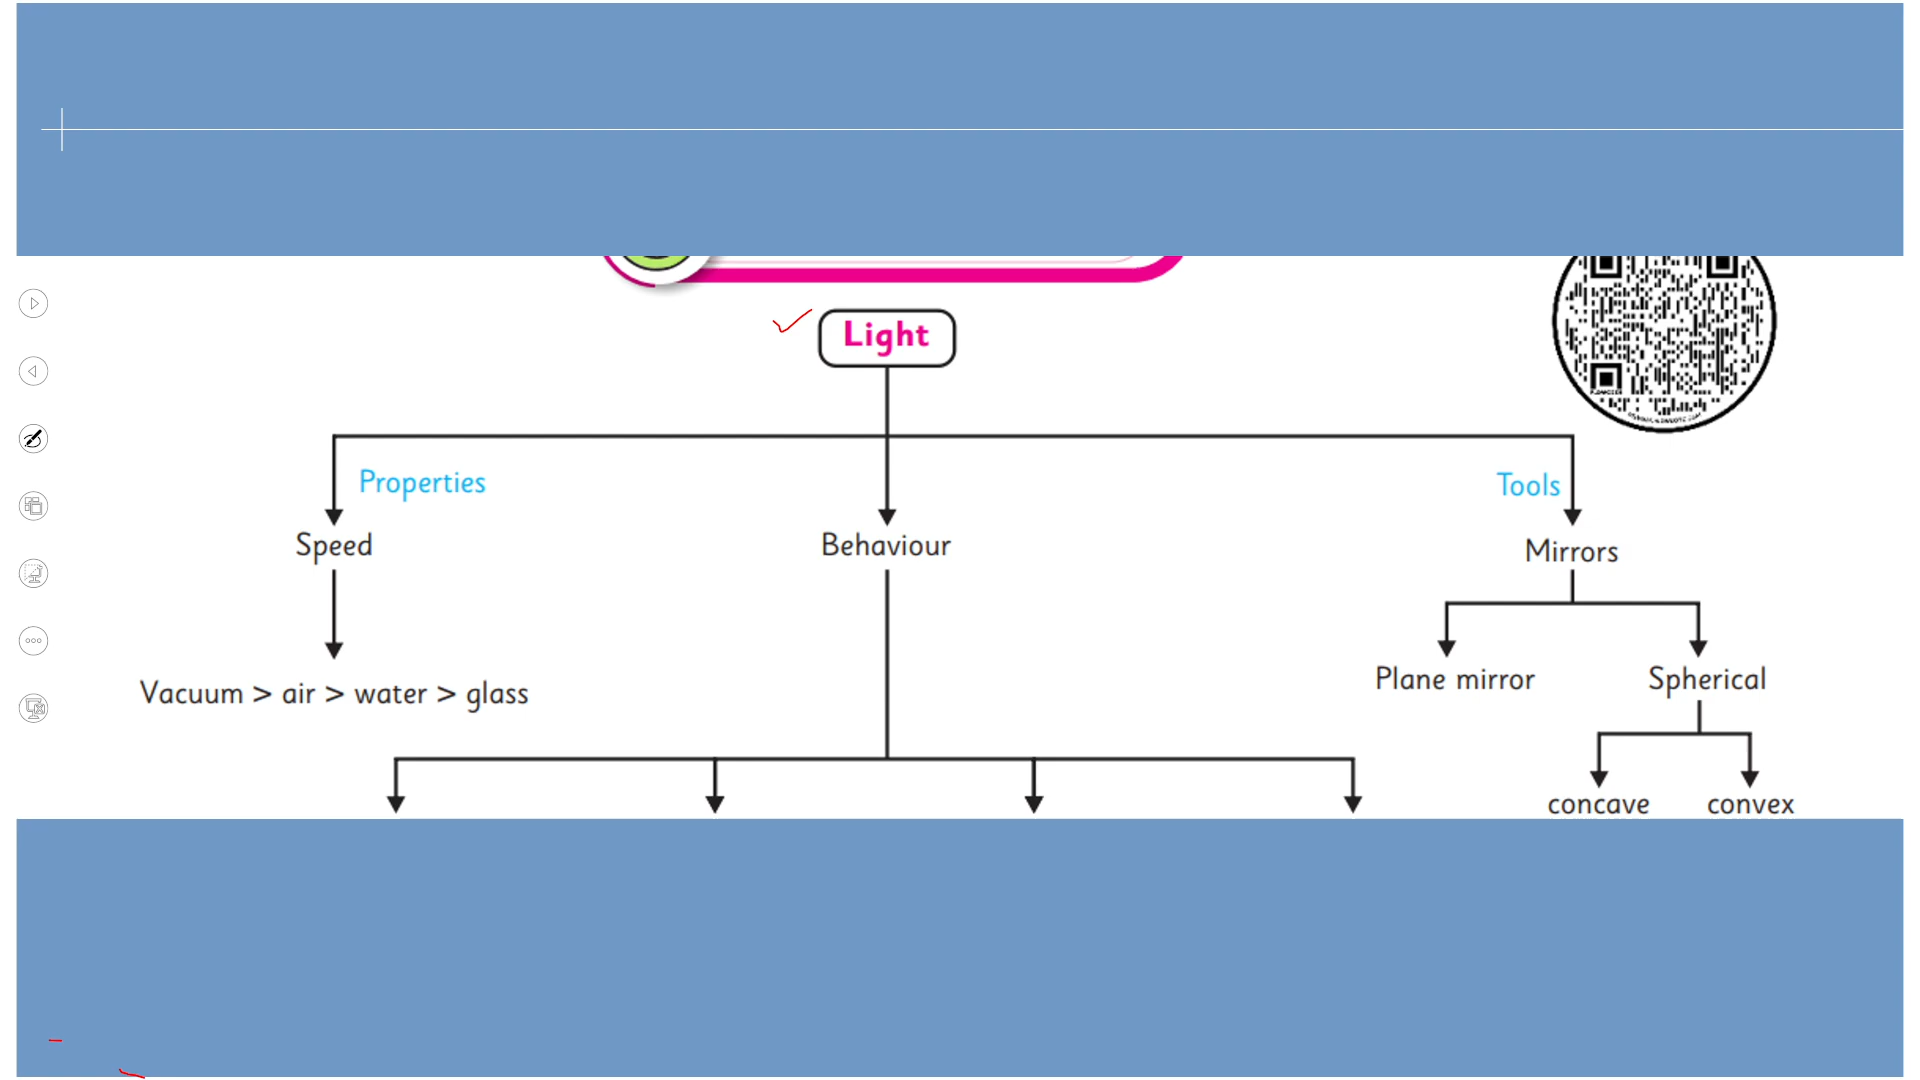 Light
Properties
Tools
Speed
Behaviour
Mirrors
Plane mirror
Spherical
Vacuum > air > water > glass
concave
convex